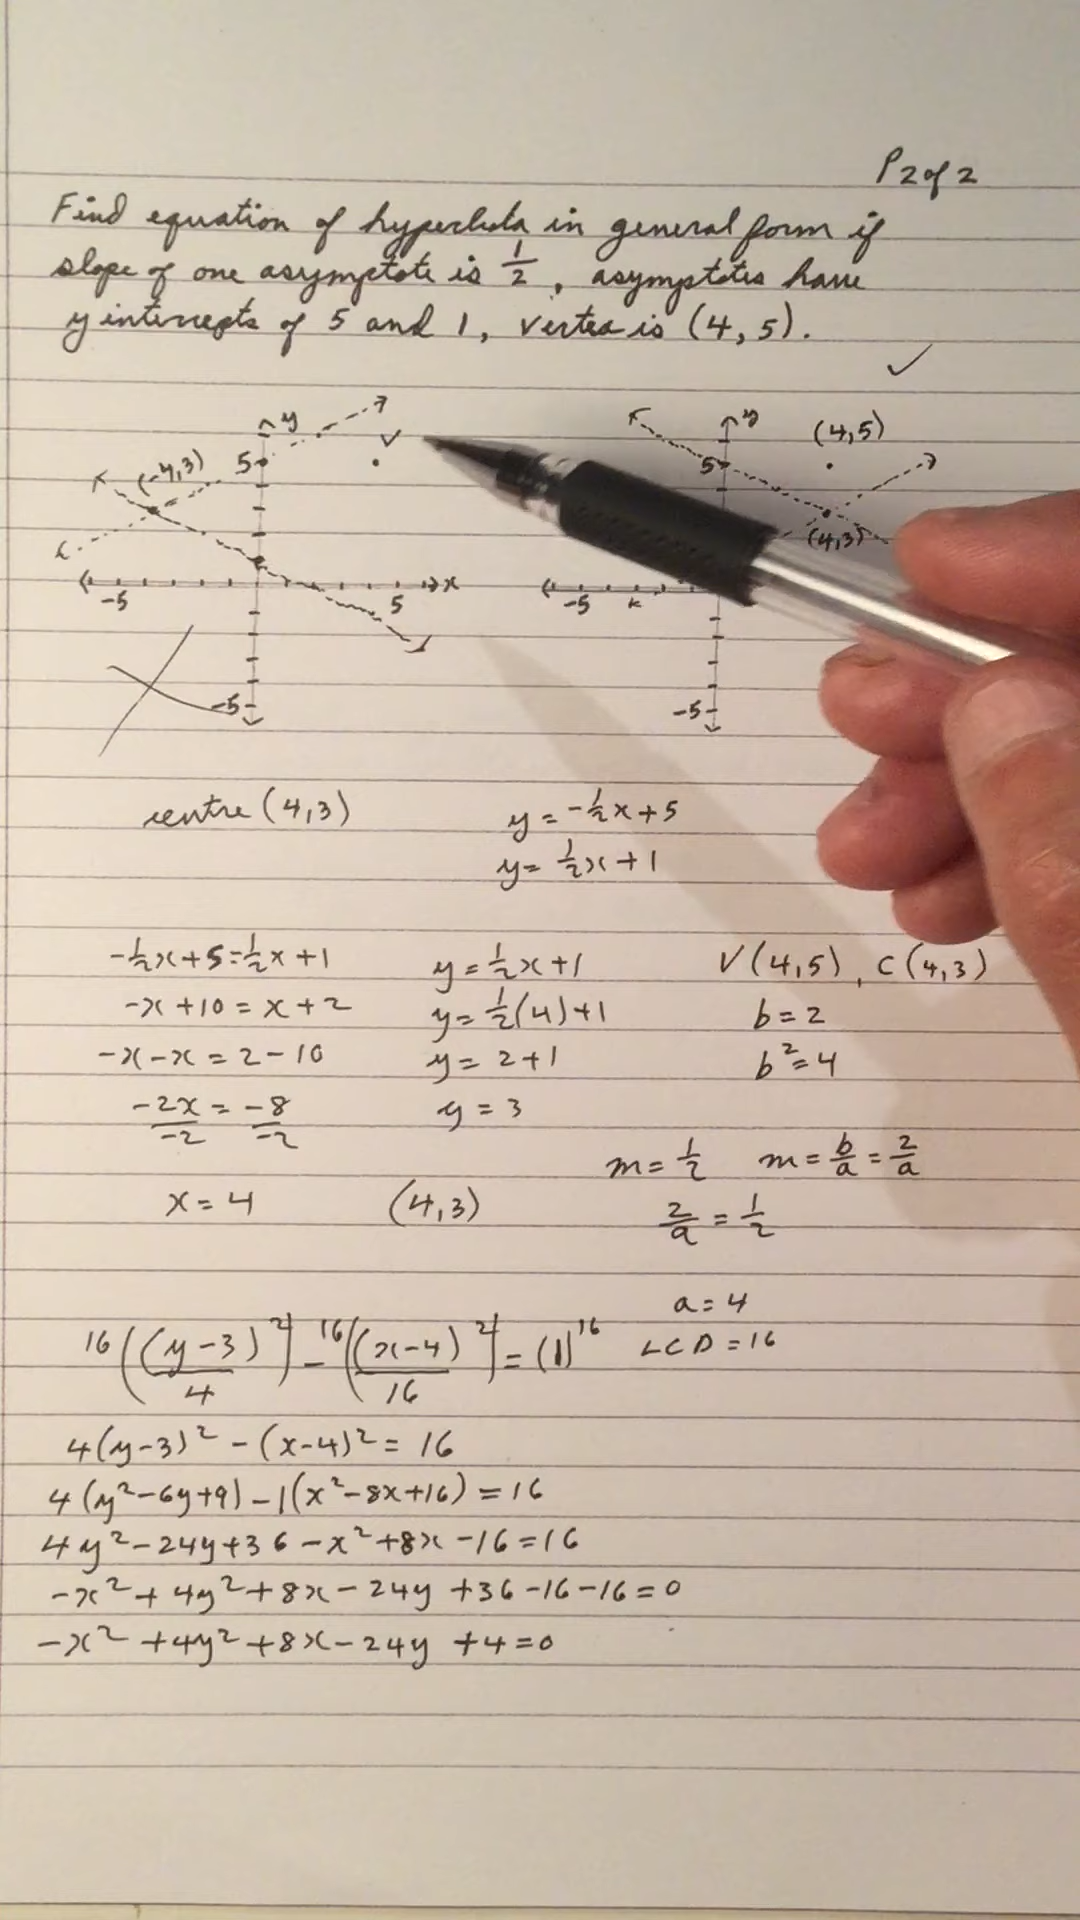 P2 of 2
Find equation of hyperbola in general form if
slope of one asymptote is 1/2, asymptotes have
y intercepts of 5 and 1, vertex is (4,5).
✓
y
(-4,3)
5
V
x
-5
5
-5
y
(4,5)
5
(4,3)
-5
-5
centre (4,3)
y = -1/2x+5
y = 1/2x+1
-1/2x+5=1/2x+1
-x+10=x+2
-x-x=2-10
-2x/-2 = -8/-2
x=4
y=1/2x+1
y=1/2(4)+1
y=2+1
y=3
(4,3)
V(4,5), C(4,3)
b=2
b²=4
m=1/2 m=b/a=2/a
2/a=1/2
a=4
LCD=16
16((y-3)²/4) - 16((x-4)²/16) = (1)16
4(y-3)² - (x-4)² = 16
4(y²-6y+9) -1(x²-8x+16) = 16
4y²-24y+36-x²+8x-16=16
-x²+4y²+8x-24y+36-16-16=0
-x²+4y²+8x-24y+4=0